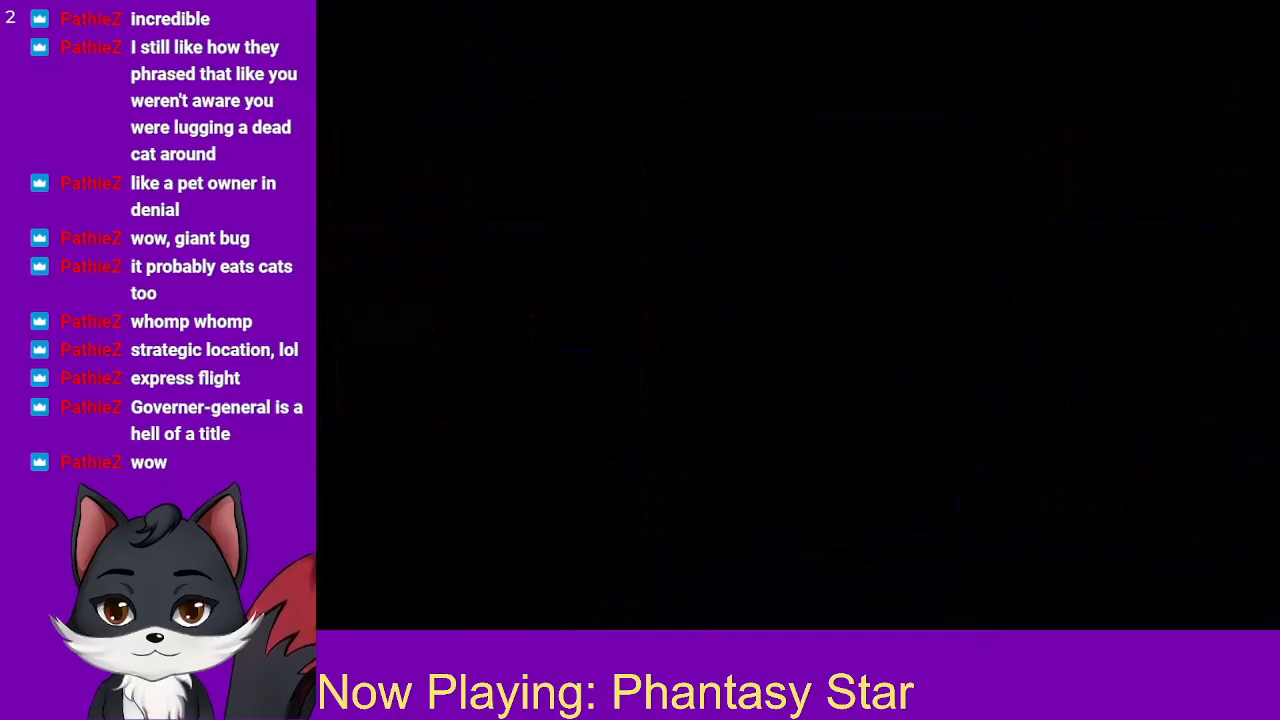 2
PathieZ incredible
PathieZ I still like how they
phrased that like you
weren't aware you
were lugging a dead
cat around
PathieZ like a pet owner in
denial
PathieZ wow, giant bug
PathieZ it probably eats cats
too
PathieZ whomp whomp
PathieZ strategic location, lol
PathieZ express flight
PathieZ Governer-general is a
hell of a title
PathieZ wow
Now Playing: Phantasy Star